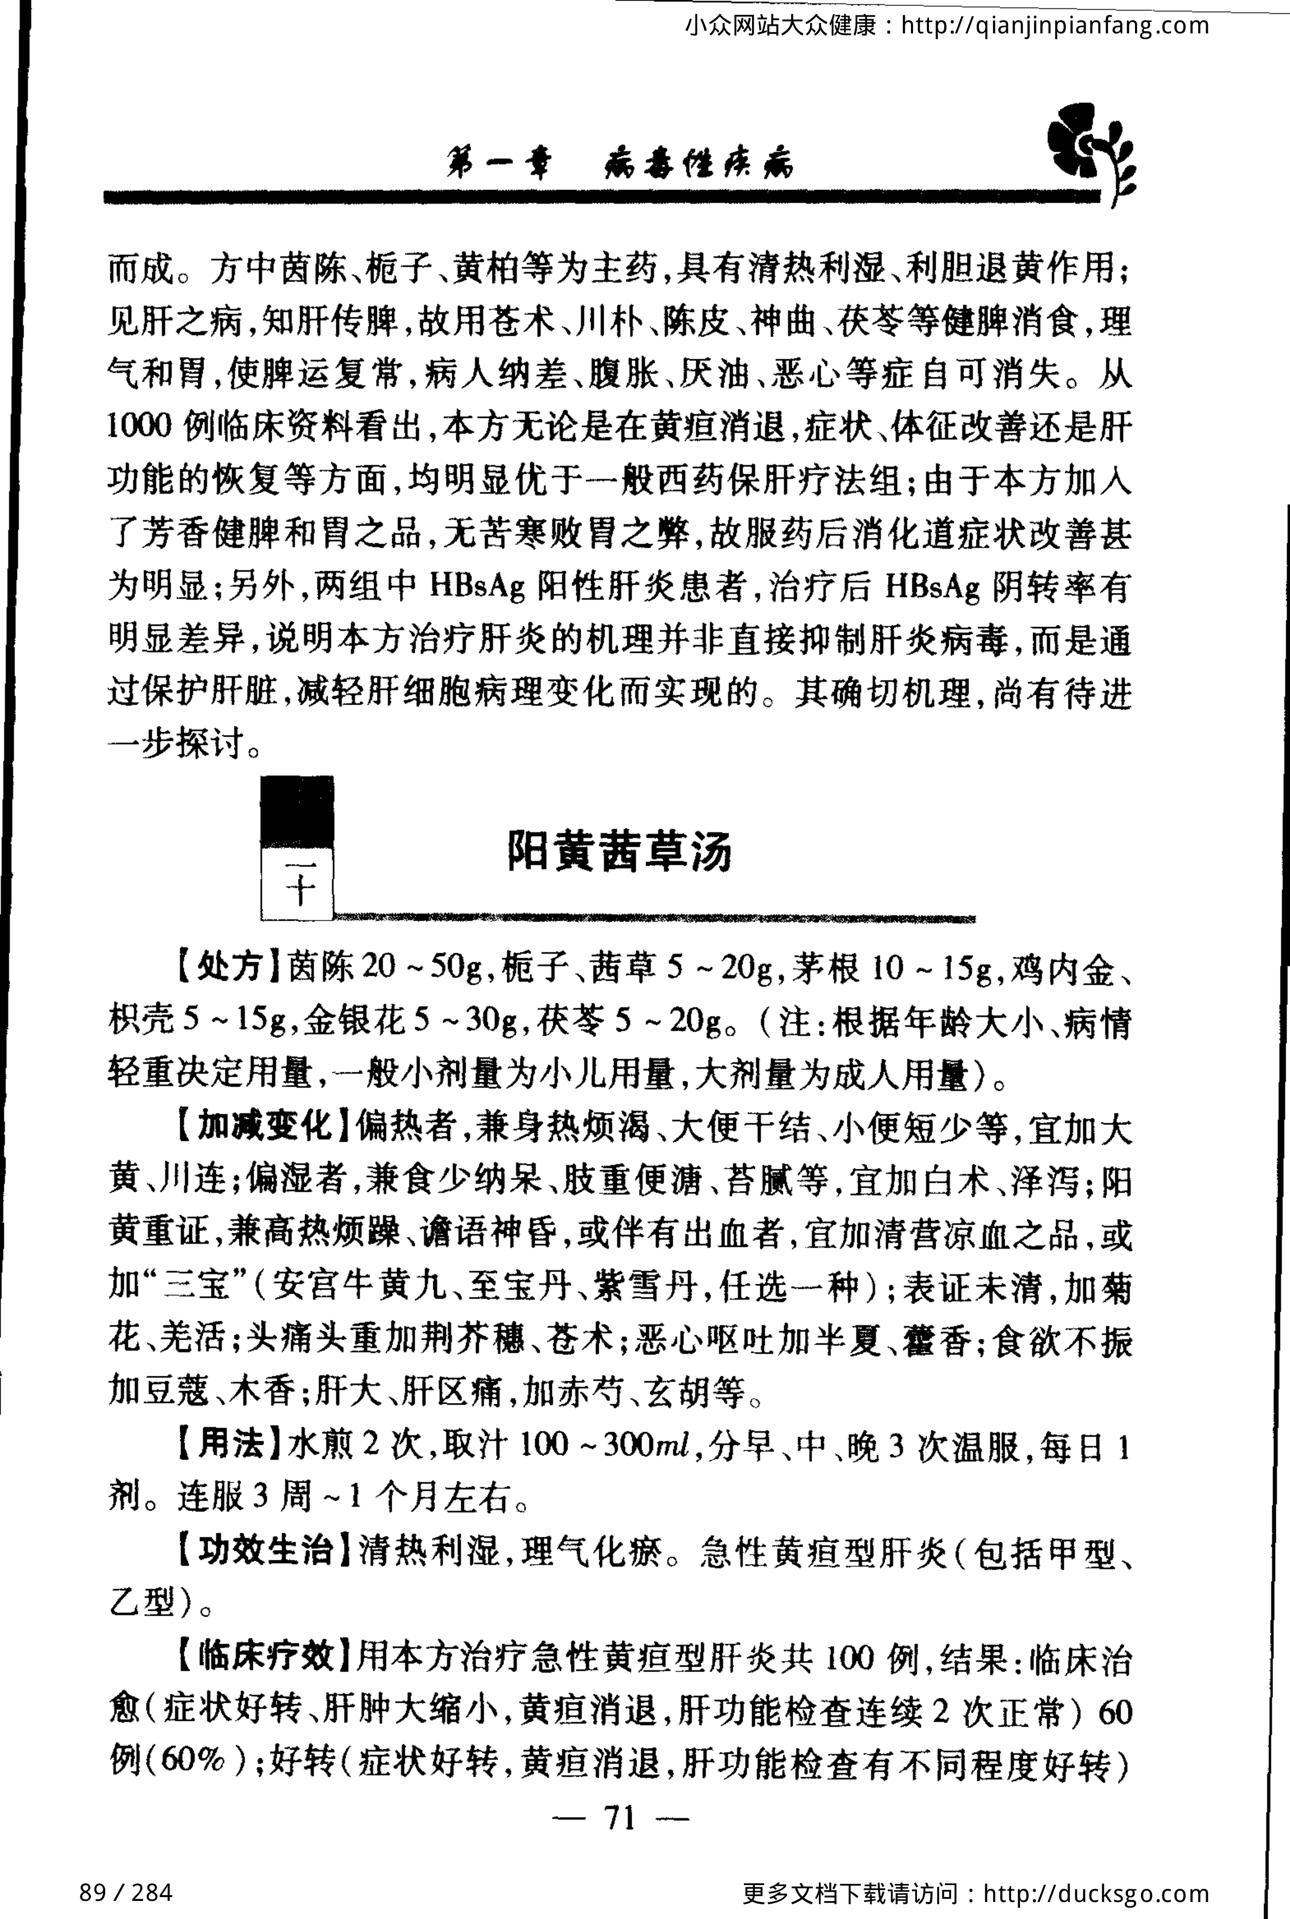 小众网站大众健康：http://qianjinpianfang.com
第一章 病毒性疾病
而成。方中茵陈、栀子、黄柏等为主药,具有清热利湿、利胆退黄作用;
见肝之病,知肝传脾,故用苍术、川朴、陈皮、神曲、茯苓等健脾消食,理
气和胃,使脾运复常,病人纳差、腹胀、厌油、恶心等症自可消失。从
1000 例临床资料看出,本方无论是在黄疸消退,症状、体征改善还是肝
功能的恢复等方面,均明显优于一般西药保肝疗法组;由于本方加入
了芳香健脾和胃之品,无苦寒败胃之弊,故服药后消化道症状改善甚
为明显;另外,两组中 HBsAg 阳性肝炎患者,治疗后 HBsAg 阴转率有
明显差异,说明本方治疗肝炎的机理并非直接抑制肝炎病毒,而是通
过保护肝脏,减轻肝细胞病理变化而实现的。其确切机理,尚有待进
一步探讨。
二十
阳黄茜草汤
【处方】茵陈 20 ~ 50g,栀子、茜草 5 ~ 20g,茅根 10 ~ 15g,鸡内金、
枳壳 5 ~ 15g,金银花 5 ~ 30g,茯苓 5 ~ 20g。(注:根据年龄大小、病情
轻重决定用量,一般小剂量为小儿用量,大剂量为成人用量)。
【加减变化】偏热者,兼身热烦渴、大便干结、小便短少等,宜加大
黄、川连;偏湿者,兼食少纳呆、肢重便溏、苔腻等,宜加白术、泽泻;阳
黄重证,兼高热烦躁、谵语神昏,或伴有出血者,宜加清营凉血之品,或
加“三宝”(安宫牛黄九、至宝丹、紫雪丹,任选一种);表证未清,加菊
花、羌活;头痛头重加荆芥穗、苍术;恶心呕吐加半夏、藿香;食欲不振
加豆蔻、木香;肝大、肝区痛,加赤芍、玄胡等。
【用法】水煎 2 次,取汁 100 ~ 300ml,分早、中、晚 3 次温服,每日 1
剂。连服 3 周 ~ 1 个月左右。
【功效生治】清热利湿,理气化瘀。急性黄疸型肝炎(包括甲型、
乙型)。
【临床疗效】用本方治疗急性黄疸型肝炎共 100 例,结果:临床治
愈(症状好转、肝肿大缩小,黄疸消退,肝功能检查连续 2 次正常) 60
例(60%);好转(症状好转,黄疸消退,肝功能检查有不同程度好转)
— 71 —
89 / 284
更多文档下载请访问：http://ducksgo.com